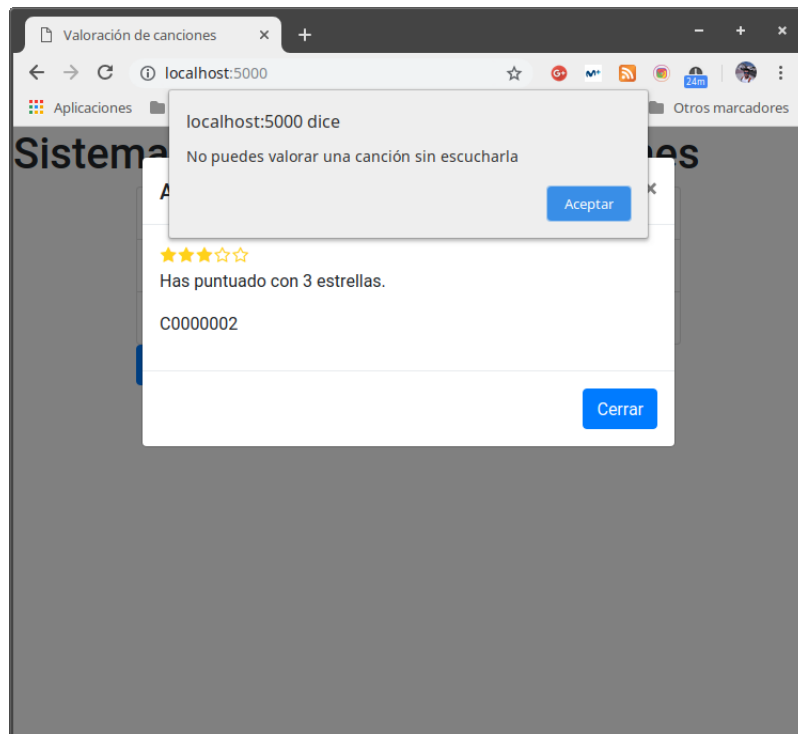 Valoración de canciones
localhost:5000
G+
M+
24m
Aplicaciones
Otros marcadores
localhost:5000 dice
No puedes valorar una canción sin escucharla
Aceptar
Sistema
es
A
Has puntuado con 3 estrellas.
C0000002
Cerrar